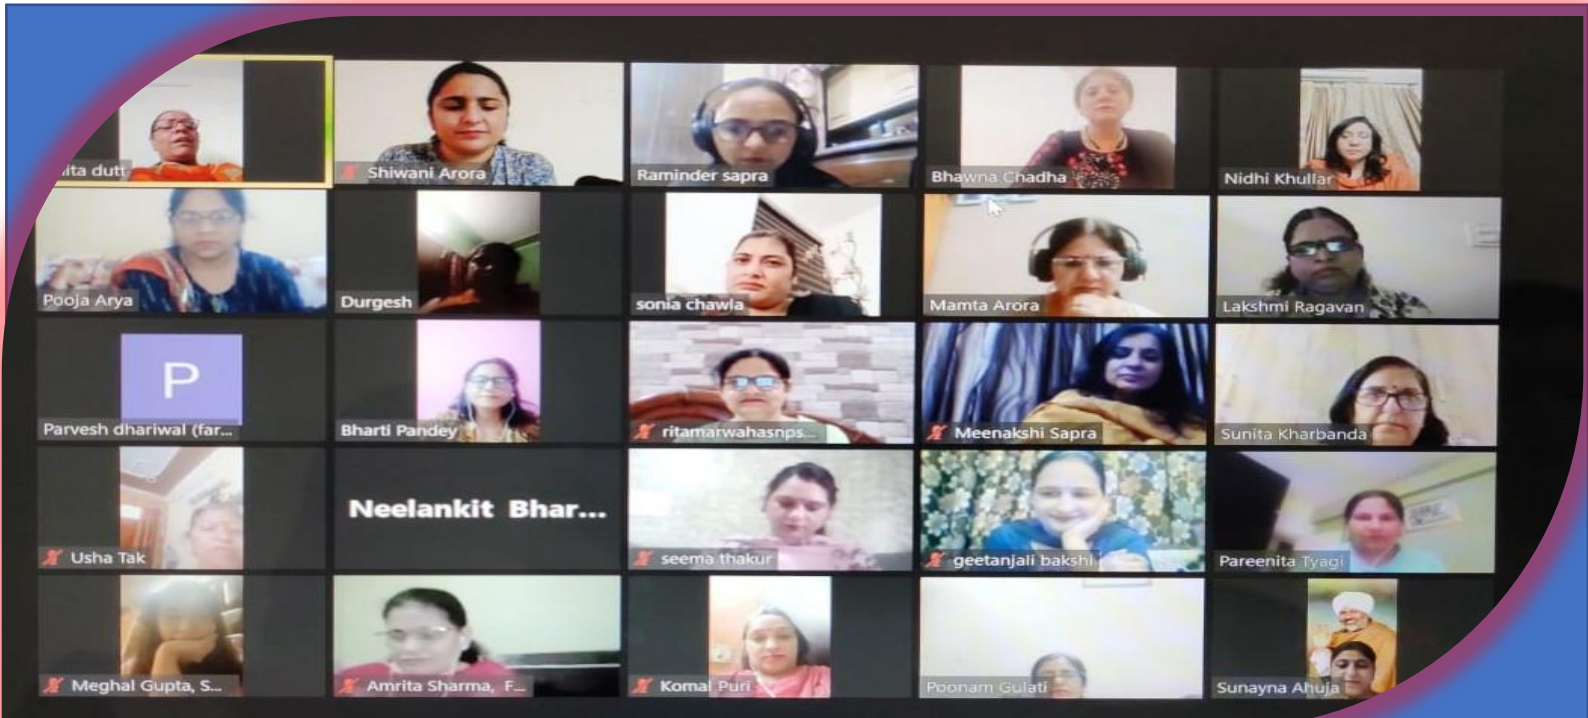 ita dutt
Shiwani Arora
Raminder sapra
Bhawna Chadha
Nidhi Khullar
Pooja Arya
Durgesh
sonia chawla
Mamta Arora
Lakshmi Ragavan
P
Parvesh dhariwal (far...
Bharti Pandey
ritamarwahasnps...
Meenakshi Sapra
Sunita Kharbanda
Usha Tak
Neelankit Bhar...
seema thakur
geetanjali bakshi
Pareenita Tyagi
Meghal Gupta, S...
Amrita Sharma, F...
Komal Puri
Poonam Gulati
Sunayna Ahuja